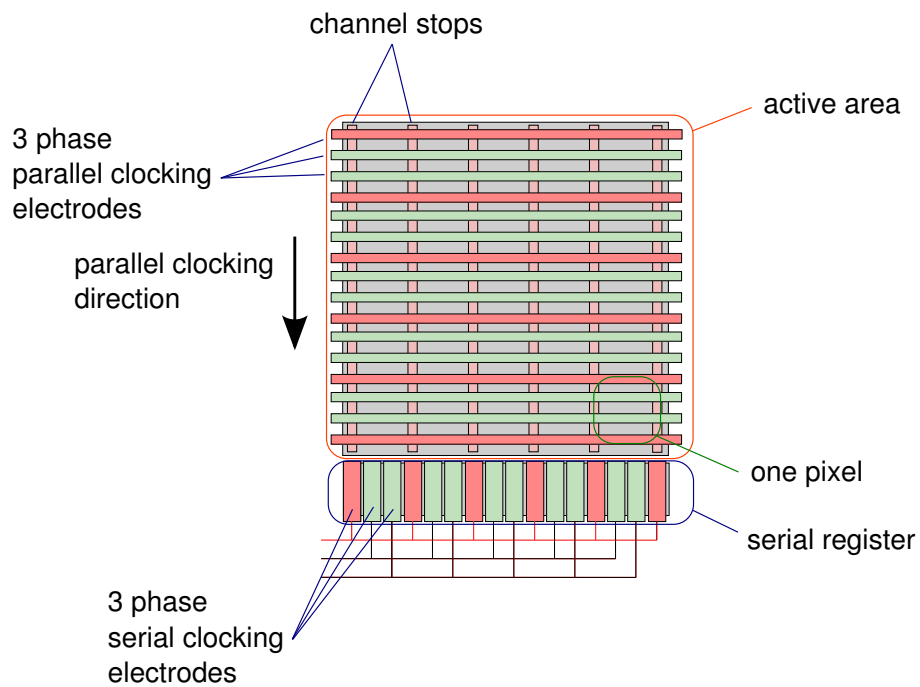 channel stops
active area
3 phase
parallel clocking
electrodes
parallel clocking
direction
one pixel
serial register
3 phase
serial clocking
electrodes